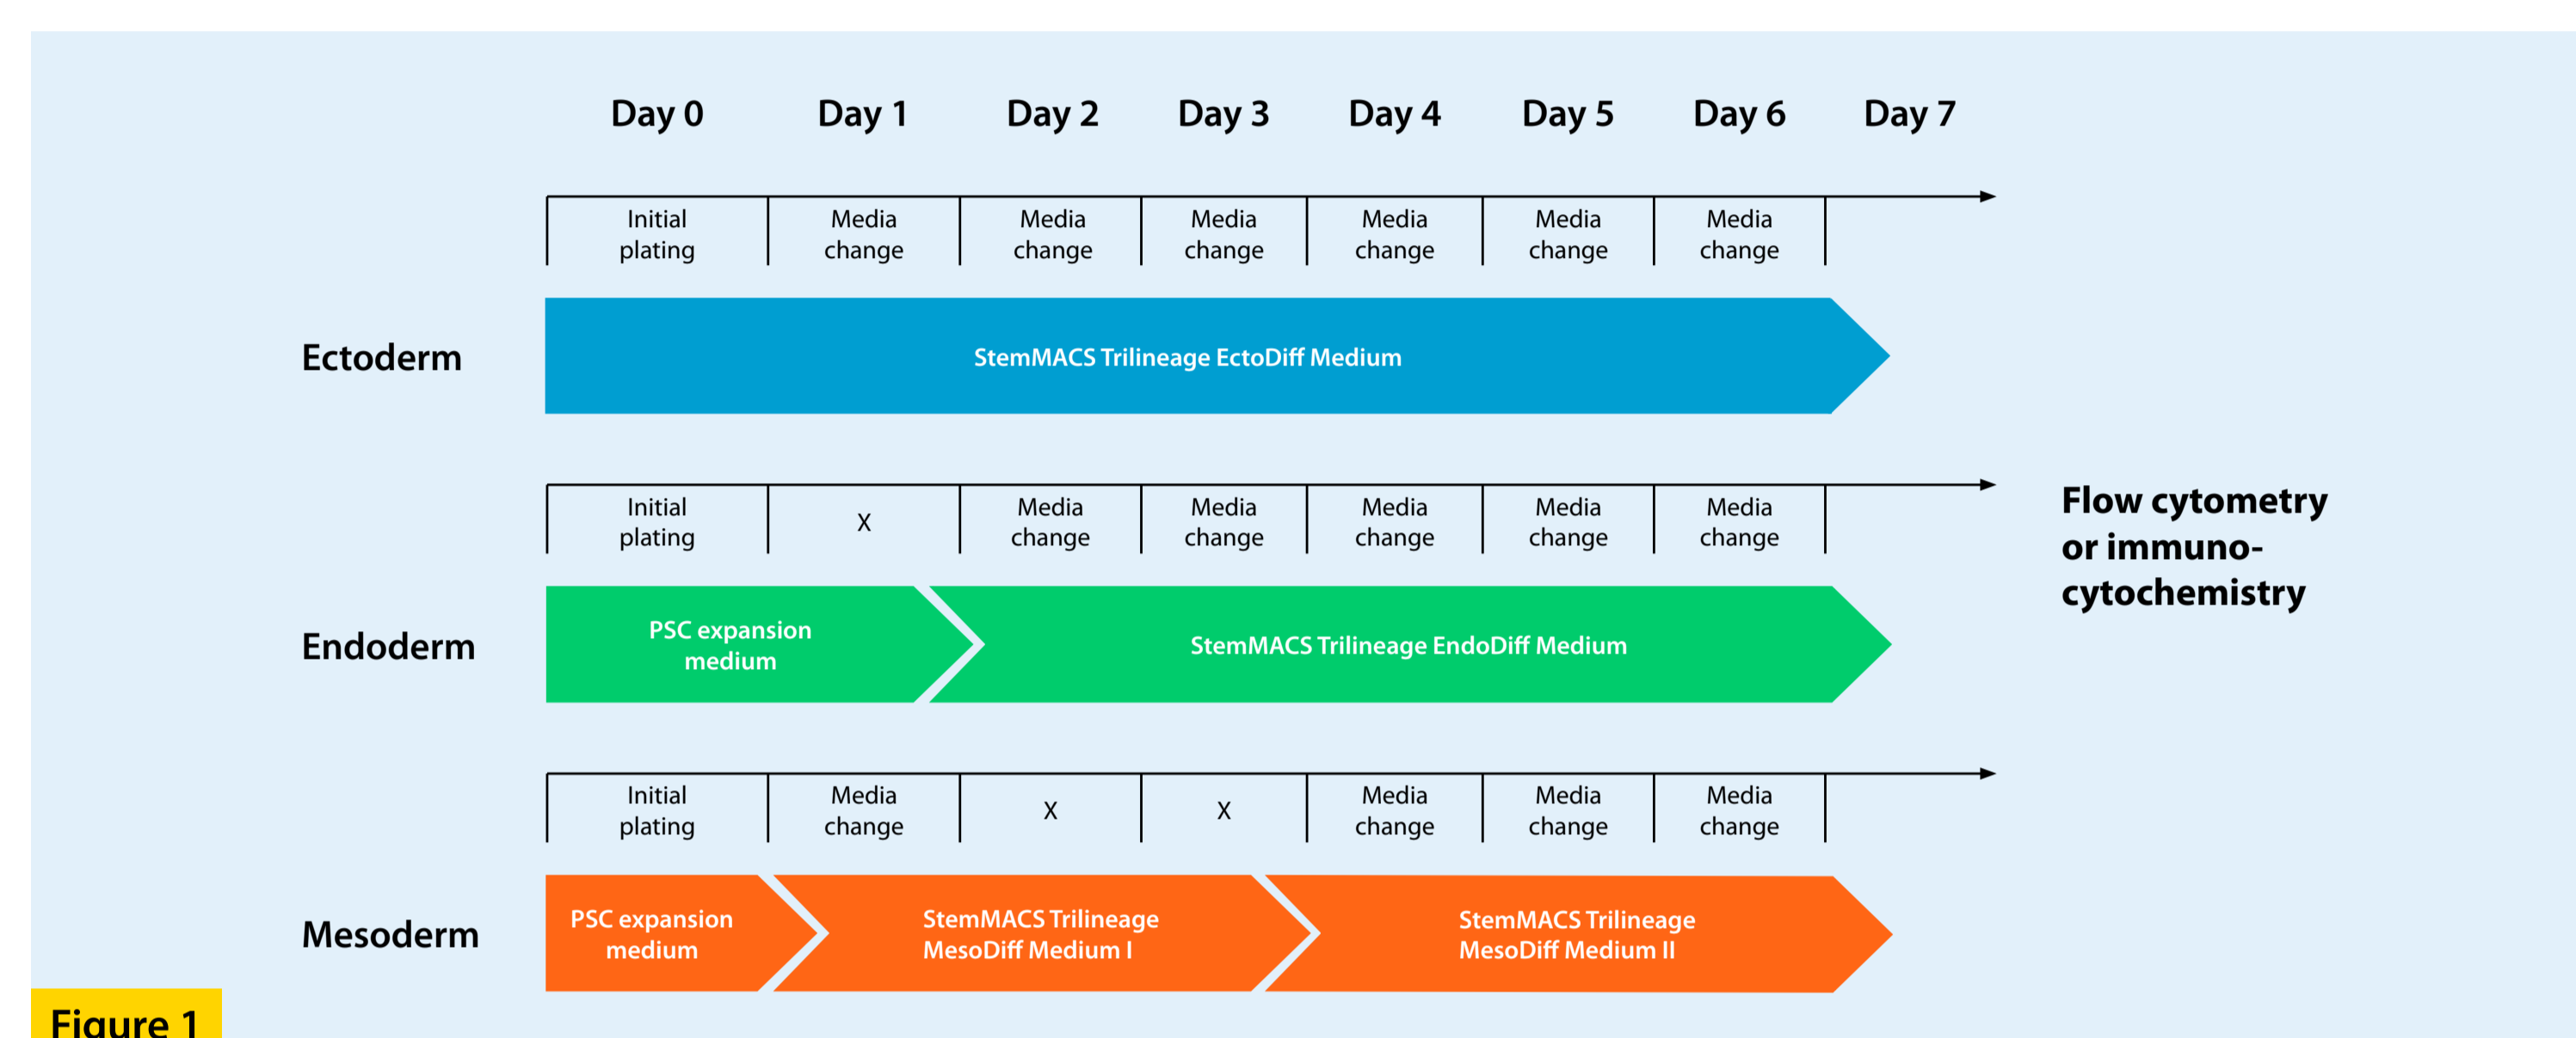 Day 0 Day 1 Day 2 Day 3 Day 4 Day 5 Day 6 Day 7
Initial Media Media Media Media Media Media
plating change change change change change change
Ectoderm
StemMACS Trilineage EctoDiff Medium
Initial Media Media Media Media Media
plating X change change change change change
Endoderm
PSC expansion
medium
StemMACS Trilineage EndoDiff Medium
Flow cytometry
or immuno-
cytochemistry
Initial Media Media Media Media
plating change X X change change change
Mesoderm
PSC expansion
medium
StemMACS Trilineage
MesoDiff Medium I
StemMACS Trilineage
MesoDiff Medium II
Figure 1